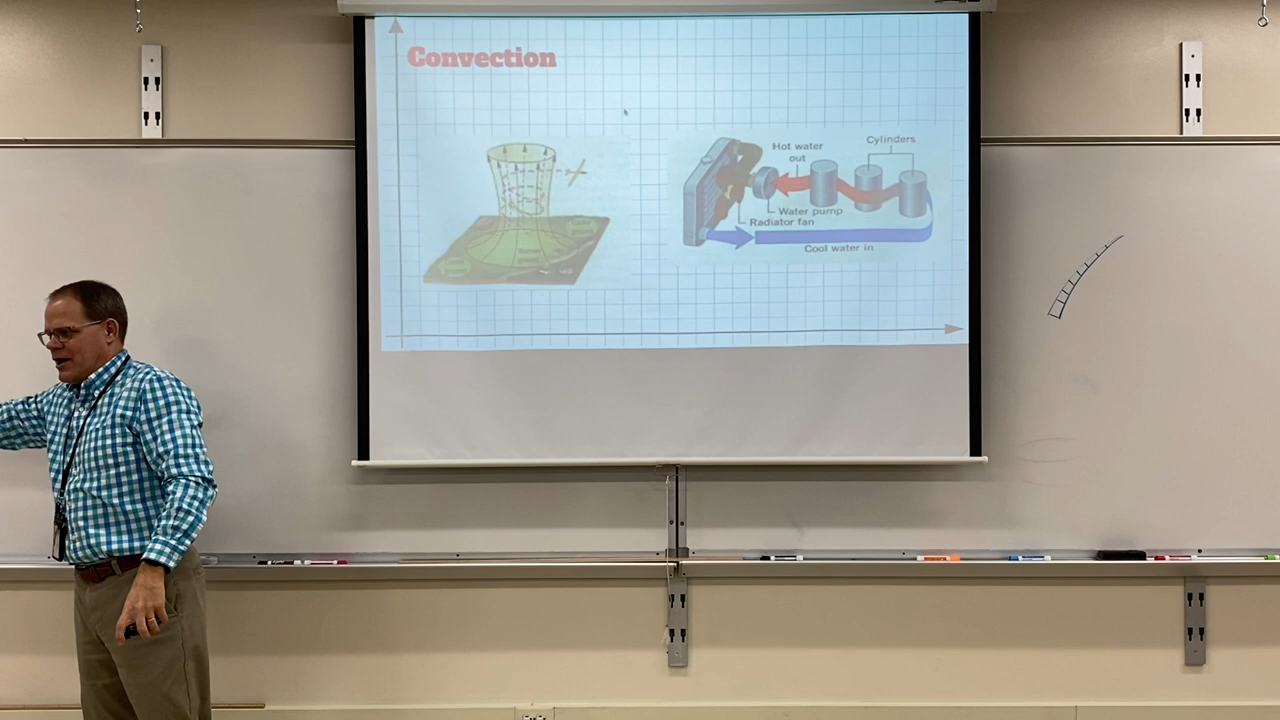 Convection
Hot water
out
Cylinders
Water pump
Radiator fan
Cool water in